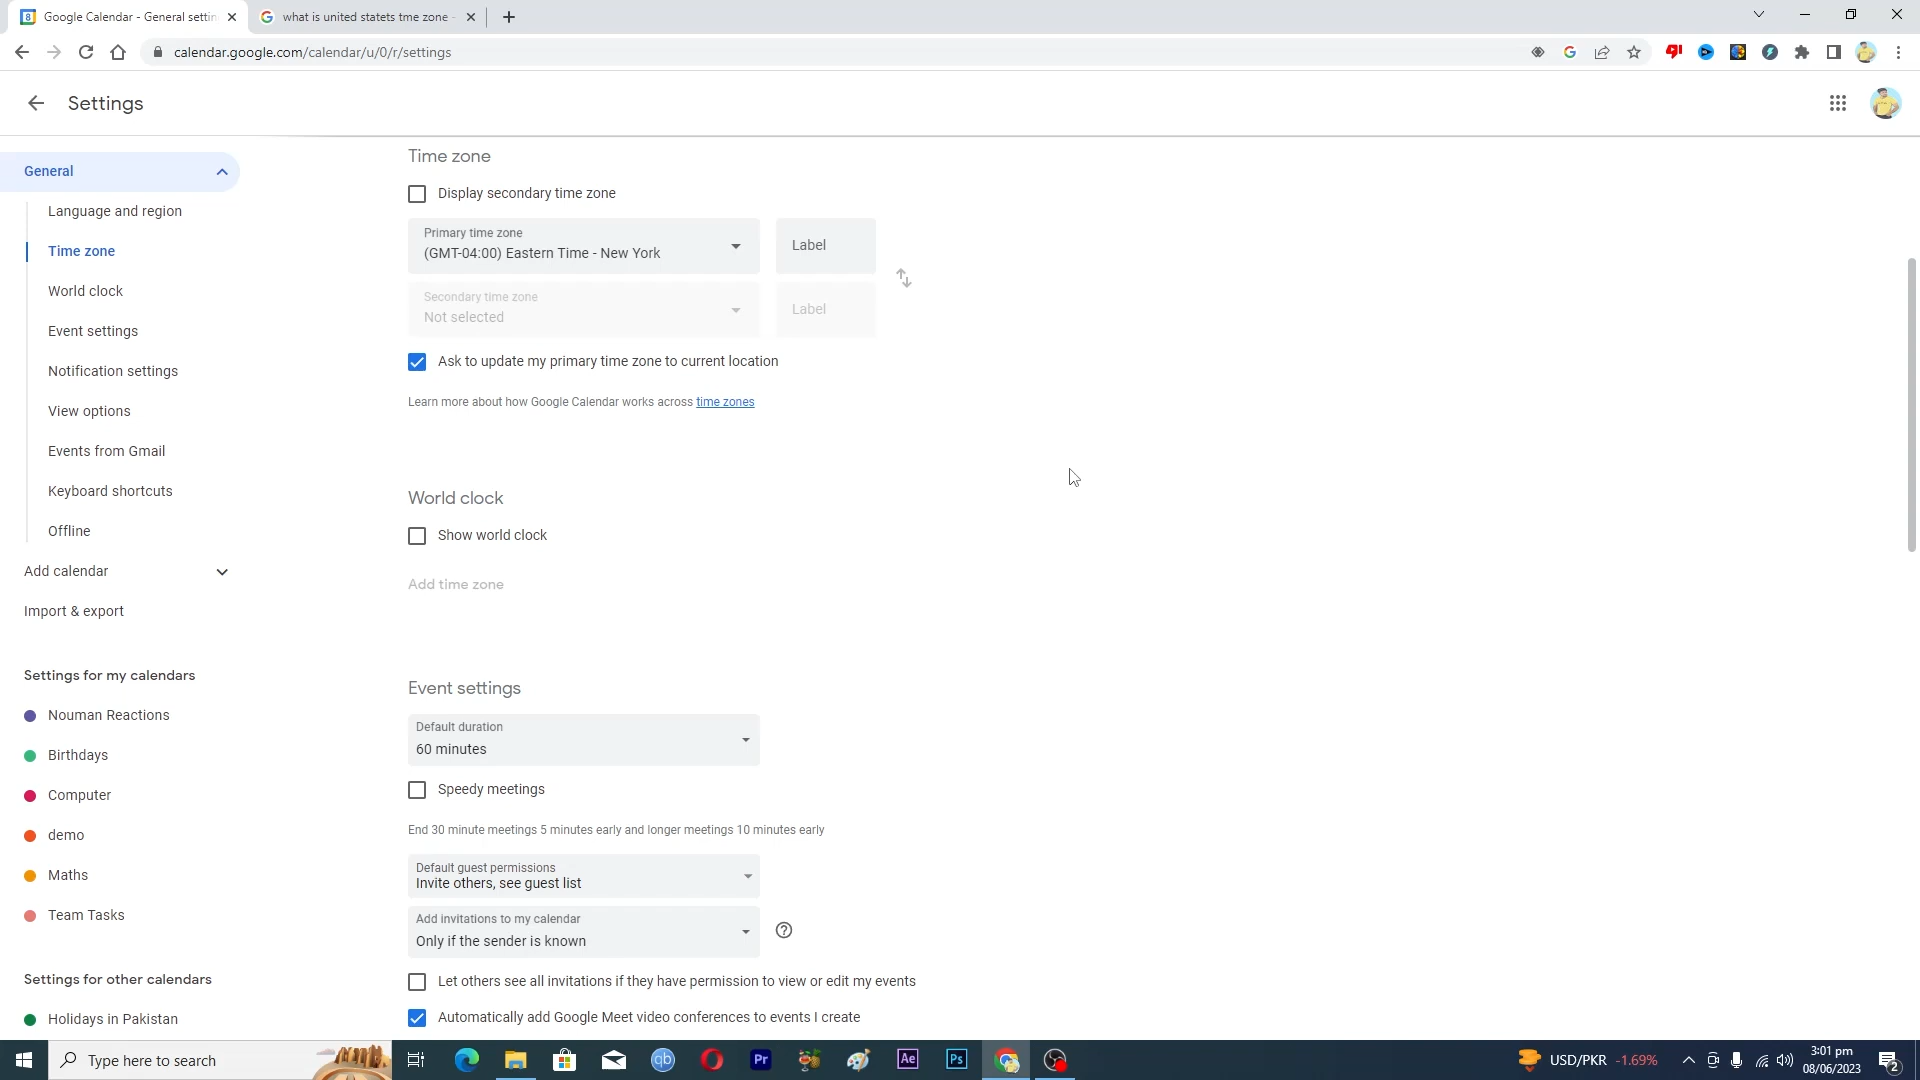 Google Calendar - General settin
what is united statets tme zone -
calendar.google.com/calendar/u/0/r/settings
Settings
General
Language and region
Time zone
World clock
Event settings
Notification settings
View options
Events from Gmail
Keyboard shortcuts
Offline
Add calendar
Import & export
Settings for my calendars
Nouman Reactions
Birthdays
Computer
demo
Maths
Team Tasks
Settings for other calendars
Holidays in Pakistan
Time zone
Display secondary time zone
Primary time zone
(GMT-04:00) Eastern Time - New York
Label
Secondary time zone
Not selected
Label
Ask to update my primary time zone to current location
Learn more about how Google Calendar works across time zones
World clock
Show world clock
Add time zone
Event settings
Default duration
60 minutes
Speedy meetings
End 30 minute meetings 5 minutes early and longer meetings 10 minutes early
Default guest permissions
Invite others, see guest list
Add invitations to my calendar
Only if the sender is known
Let others see all invitations if they have permission to view or edit my events
Automatically add Google Meet video conferences to events I create
Type here to search
qb
Pr
Ae
Ps
USD/PKR -1.69%
3:01 pm
08/06/2023
2